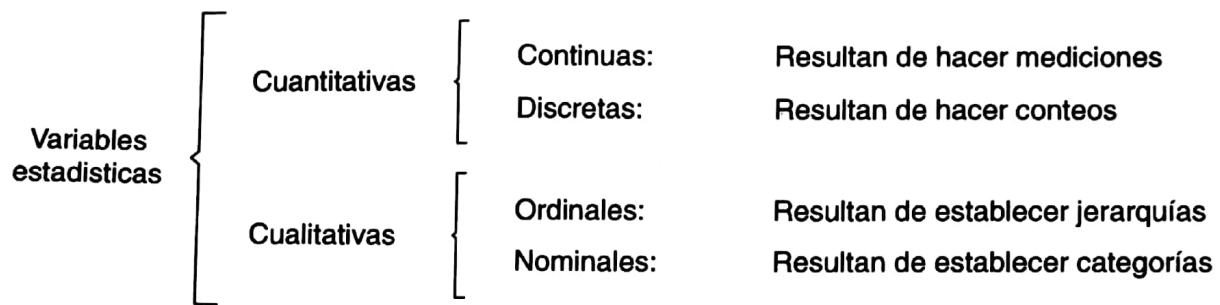 Variables
estadisticas
Cuantitativas
Continuas: Resultan de hacer mediciones
Discretas: Resultan de hacer conteos
Cualitativas
Ordinales: Resultan de establecer jerarquías
Nominales: Resultan de establecer categorías